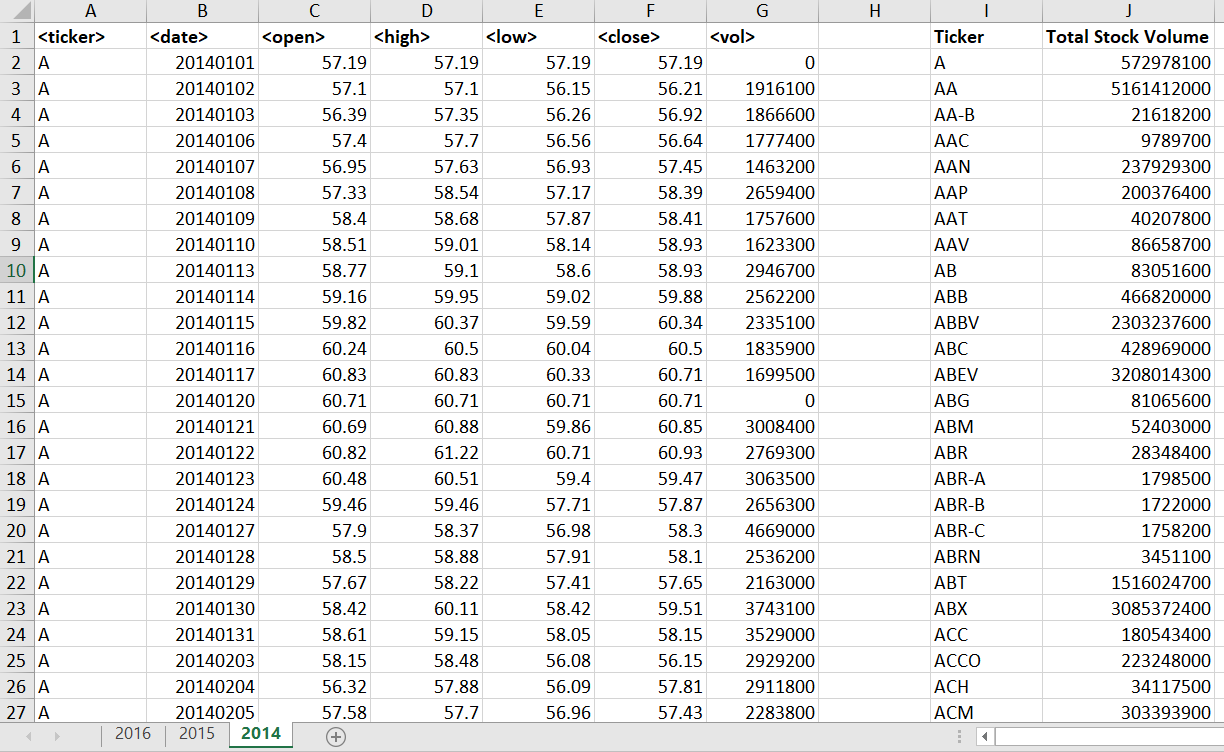 A B C D E F G H I J
1 <ticker> <date> <open> <high> <low> <close> <vol> Ticker Total Stock Volume
2 A 20140101 57.19 57.19 57.19 57.19 0 A 572978100
3 A 20140102 57.1 57.1 56.15 56.21 1916100 AA 5161412000
4 A 20140103 56.39 57.35 56.26 56.92 1866600 AA-B 21618200
5 A 20140106 57.4 57.7 56.56 56.64 1777400 AAC 9789700
6 A 20140107 56.95 57.63 56.93 57.45 1463200 AAN 237929300
7 A 20140108 57.33 58.54 57.17 58.39 2659400 AAP 200376400
8 A 20140109 58.4 58.68 57.87 58.41 1757600 AAT 40207800
9 A 20140110 58.51 59.01 58.14 58.93 1623300 AAV 86658700
10 A 20140113 58.77 59.1 58.6 58.93 2946700 AB 83051600
11 A 20140114 59.16 59.95 59.02 59.88 2562200 ABB 466820000
12 A 20140115 59.82 60.37 59.59 60.34 2335100 ABBV 2303237600
13 A 20140116 60.24 60.5 60.04 60.5 1835900 ABC 428969000
14 A 20140117 60.83 60.83 60.33 60.71 1699500 ABEV 3208014300
15 A 20140120 60.71 60.71 60.71 60.71 0 ABG 81065600
16 A 20140121 60.69 60.88 59.86 60.85 3008400 ABM 52403000
17 A 20140122 60.82 61.22 60.71 60.93 2769300 ABR 28348400
18 A 20140123 60.48 60.51 59.4 59.47 3063500 ABR-A 1798500
19 A 20140124 59.46 59.46 57.71 57.87 2656300 ABR-B 1722000
20 A 20140127 57.9 58.37 56.98 58.3 4669000 ABR-C 1758200
21 A 20140128 58.5 58.88 57.91 58.1 2536200 ABRN 3451100
22 A 20140129 57.67 58.22 57.41 57.65 2163000 ABT 1516024700
23 A 20140130 58.42 60.11 58.42 59.51 3743100 ABX 3085372400
24 A 20140131 58.61 59.15 58.05 58.15 3529000 ACC 180543400
25 A 20140203 58.15 58.48 56.08 56.15 2929200 ACCO 223248000
26 A 20140204 56.32 57.88 56.09 57.81 2911800 ACH 34117500
27 A 20140205 57.58 57.7 56.96 57.43 2283800 ACM 303393900
2016 2015 2014